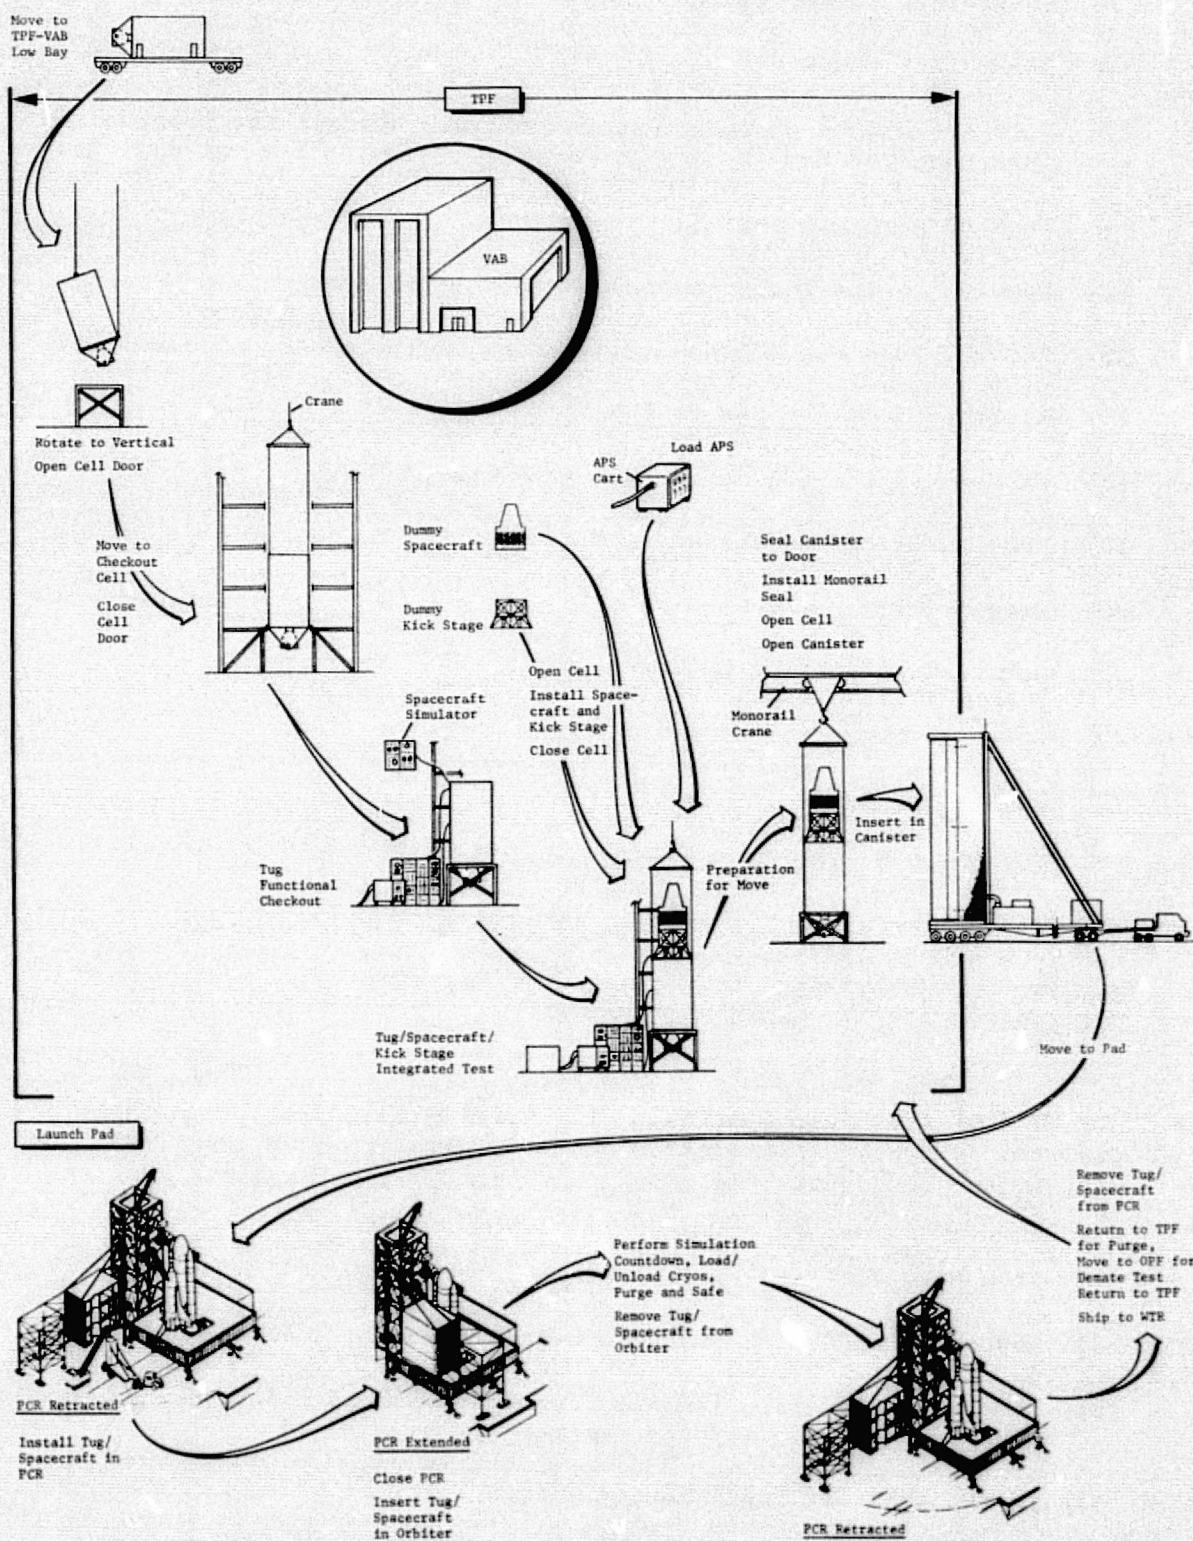 Move to
TPF-VAB
Low Bay
TPF
VAB
Rotate to Vertical
Open Cell Door
Crane
Move to
Checkout
Cell
Close
Cell
Door
Load APS
APS
Cart
Dummy
Spacecraft
Dummy
Kick Stage
Open Cell
Install Space-
craft and
Kick Stage
Close Cell
Seal Canister
to Door
Install Monorail
Seal
Open Cell
Open Canister
Monorail
Crane
Spacecraft
Simulator
Tug
Functional
Checkout
Preparation
for Move
Insert in
Canister
Tug/Spacecraft/
Kick Stage
Integrated Test
Move to Pad
Launch Pad
PCR Retracted
Install Tug/
Spacecraft in
PCR
PCR Extended
Close PCR
Insert Tug/
Spacecraft
in Orbiter
Perform Simulation
Countdown, Load/
Unload Cryos,
Purge and Safe
Remove Tug/
Spacecraft from
Orbiter
PCR Retracted
Remove Tug/
Spacecraft
from PCR
Return to TPF
for Purge,
Move to OPF for
Demate Test
Return to TPF
Ship to WTR